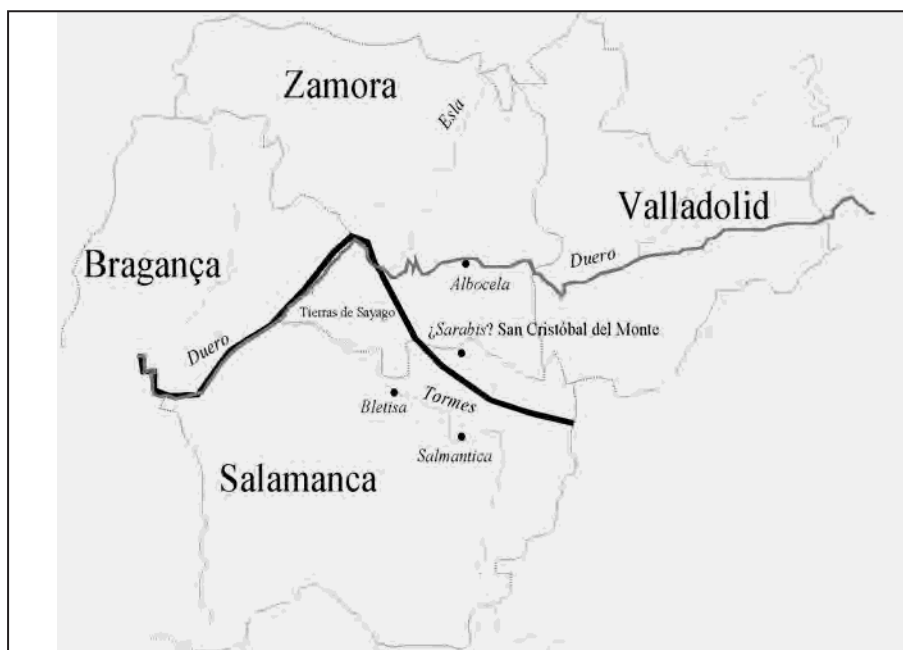 Zamora
Esla
Valladolid
Bragança
Duero
Albocela
Tierras de Sayago
¿Sarabis? San Cristóbal del Monte
Duero
Bletisa
Tormes
Salmantica
Salamanca